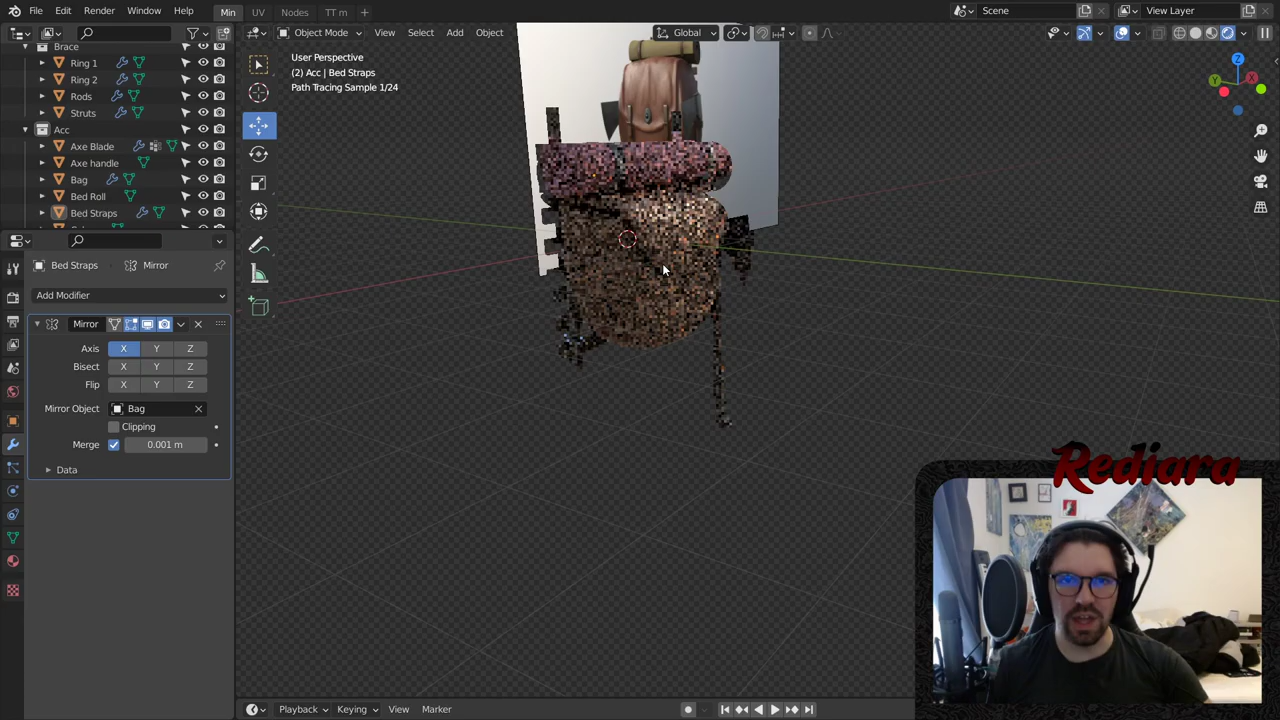 File Edit Render Window Help Min UV Nodes TT m Scene View Layer
Object Mode View Select Add Object Global
Brace
Ring 1
Ring 2
Rods
Struts
Acc
Axe Blade
Axe handle
Bag
Bed Roll
Bed Straps
User Perspective
(2) Acc | Bed Straps
Path Tracing Sample 1/24
Z
Y
X
Bed Straps Mirror
Add Modifier
Mirror
Axis X Y Z
Bisect X Y Z
Flip X Y Z
Mirror Object Bag
Clipping
Merge 0.001 m
Data
Rediara
Playback Keying View Marker